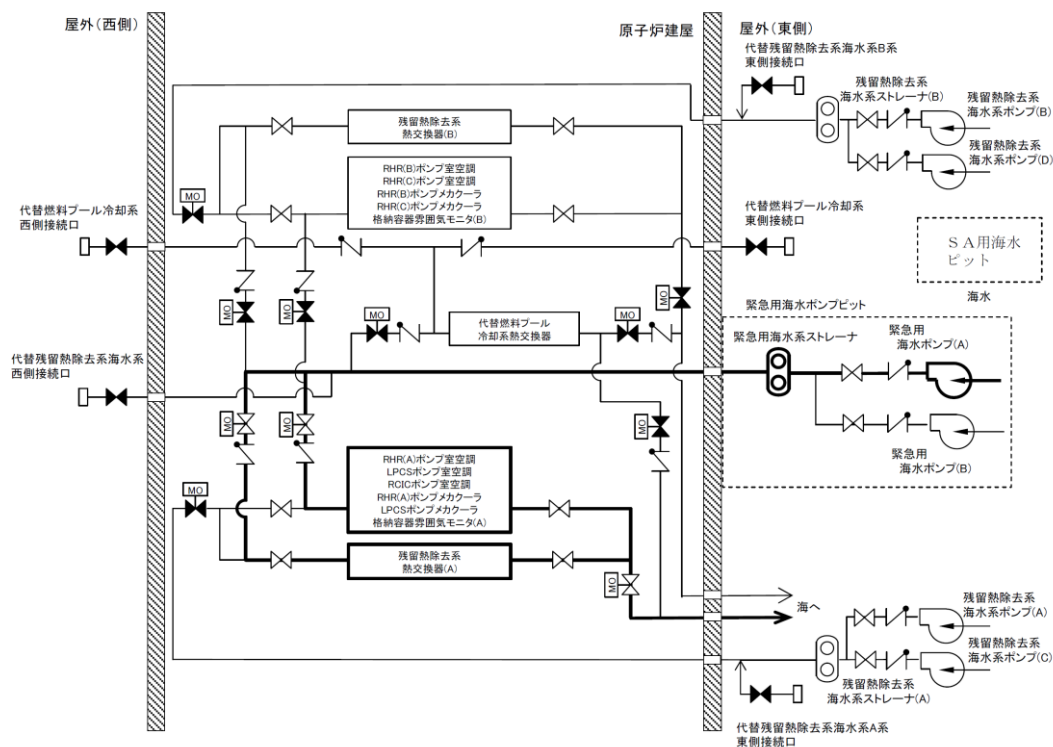 屋外(西側)
原子炉建屋
屋外(東側)
代替残留熱除去系海水系B系
東側接続口
残留熱除去系
海水系ストレーナ(B)
残留熱除去系
海水系ポンプ(B)
残留熱除去系
海水系ポンプ(D)
残留熱除去系
熱交換器(B)
RHR(B)ポンプ室空調
RHR(C)ポンプ室空調
RHR(B)ポンプメカクーラ
RHR(C)ポンプメカクーラ
格納容器雰囲気モニタ(B)
MO
代替燃料プール冷却系
西側接続口
代替燃料プール冷却系
東側接続口
SA用海水
ピット
海水
MO
MO
MO
MO
MO
代替燃料プール
冷却系熱交換器
緊急用海水ポンプピット
緊急用海水系ストレーナ
緊急用
海水ポンプ(A)
緊急用
海水ポンプ(B)
代替残留熱除去系海水系
西側接続口
MO
MO
MO
RHR(A)ポンプ室空調
LPCSポンプ室空調
RCICポンプ室空調
RHR(A)ポンプメカクーラ
LPCSポンプメカクーラ
格納容器雰囲気モニタ(A)
MO
残留熱除去系
熱交換器(A)
MO
海へ
残留熱除去系
海水系ポンプ(A)
残留熱除去系
海水系ポンプ(C)
残留熱除去系
海水系ストレーナ(A)
代替残留熱除去系海水系A系
東側接続口